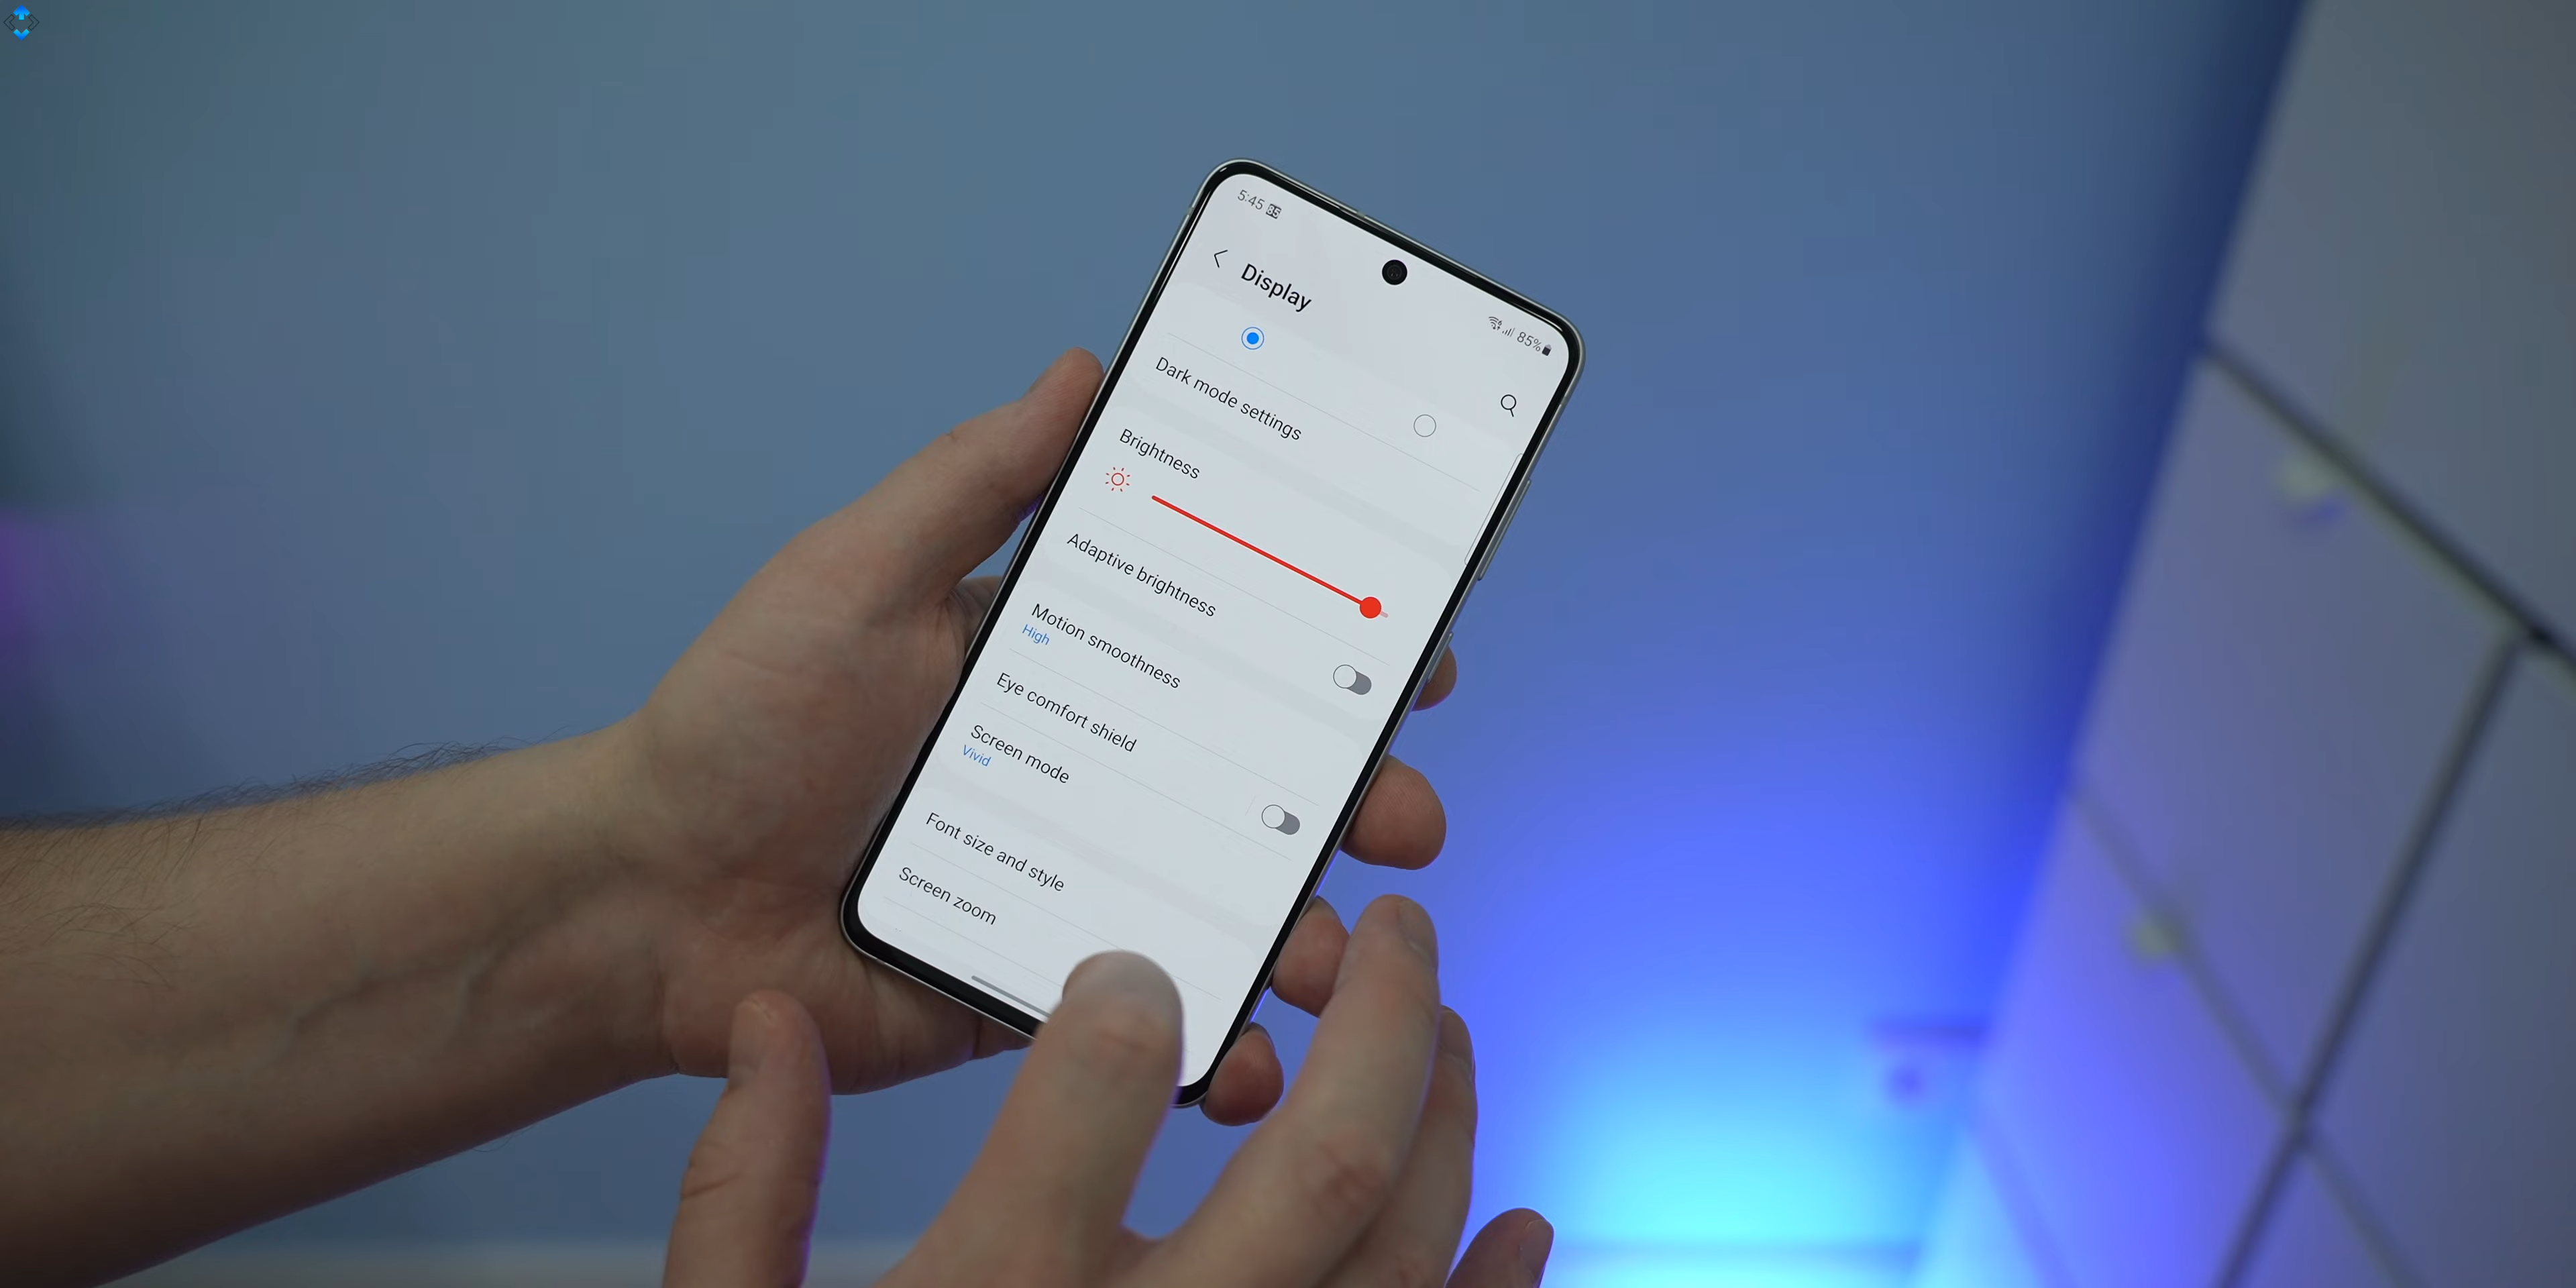 5:45 85
85%
Display
Dark mode settings
Brightness
Adaptive brightness
Motion smoothness
High
Eye comfort shield
Screen mode
Vivid
Font size and style
Screen zoom